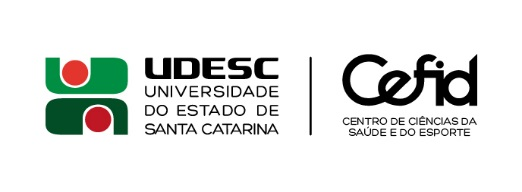 UDESC
UNIVERSIDADE
DO ESTADO DE
SANTA CATARINA
Cefid
CENTRO DE CIÊNCIAS DA
SAÚDE E DO ESPORTE